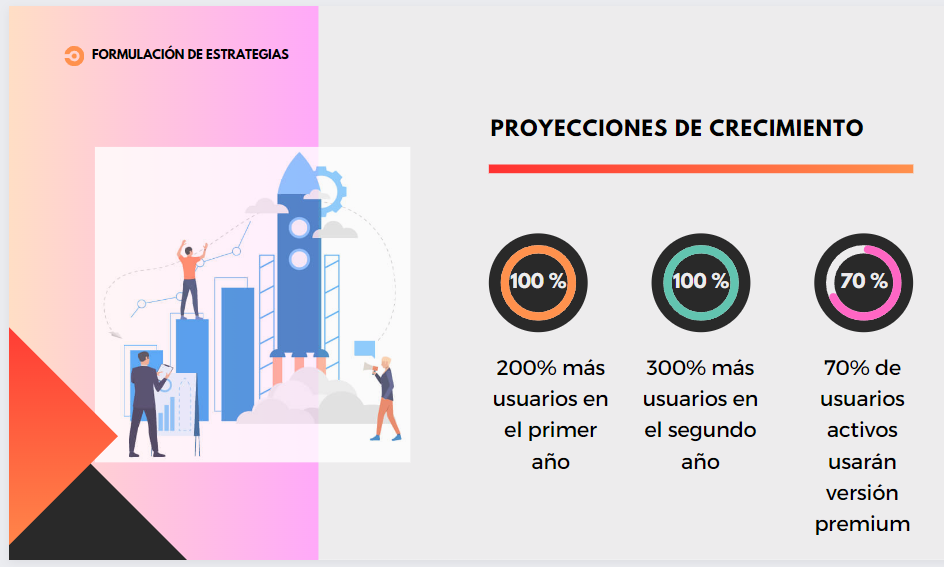 FORMULACIÓN DE ESTRATEGIAS
PROYECCIONES DE CRECIMIENTO
100 %
100 %
70 %
200% más
usuarios en
el primer
año
300% más
usuarios en
el segundo
año
70% de
usuarios
activos
usarán
versión
premium